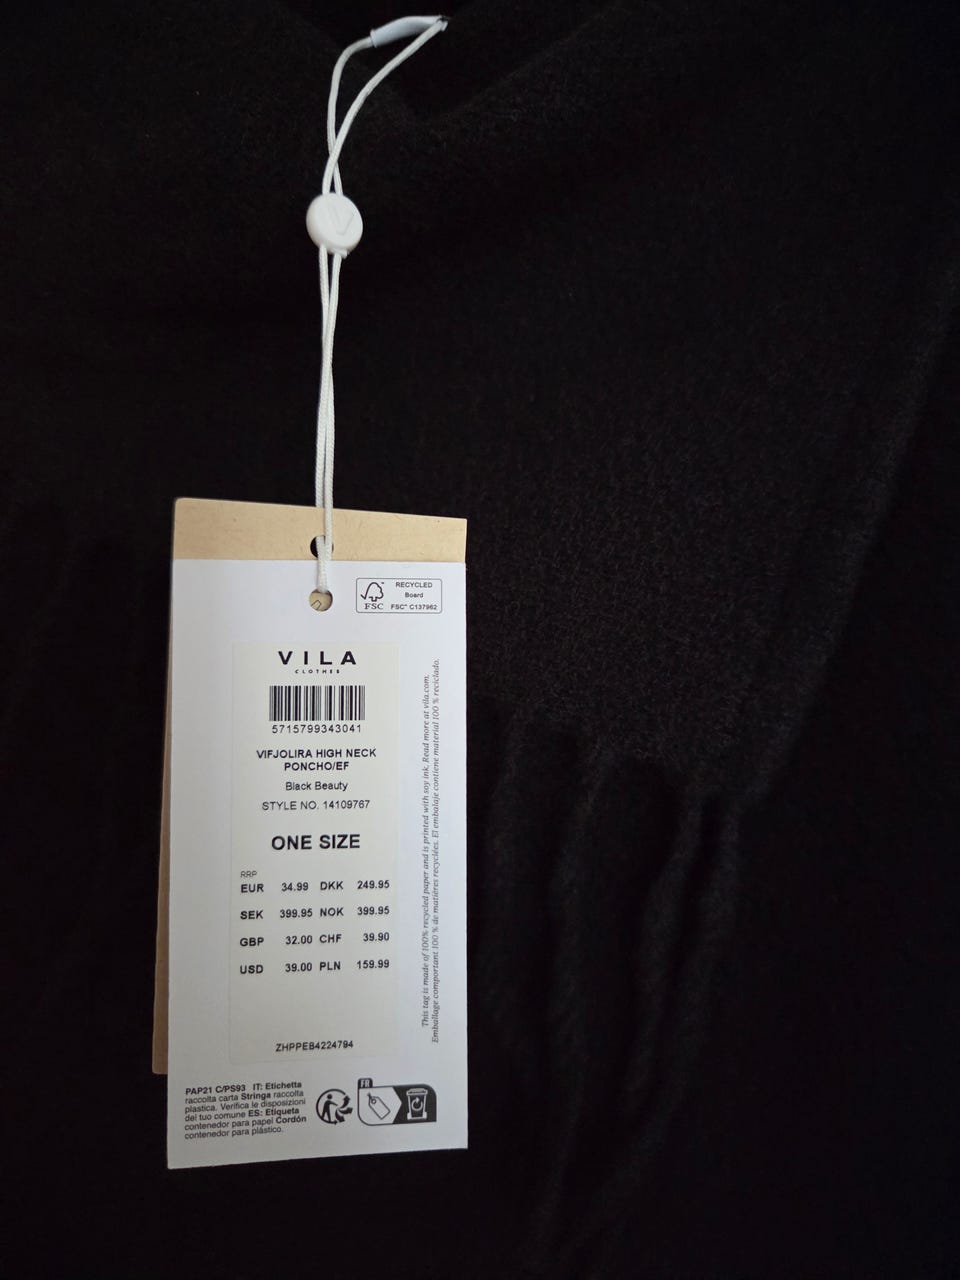 V
RECYCLED
Board
FSC™ C137962
FSC
VILA
CLOTHES
5715799343041
VIFJOLIRA HIGH NECK
PONCHO/EF
Black Beauty
STYLE NO. 14109767
ONE SIZE
RRP
EUR 34.99 DKK 249.95
SEK 399.95 NOK 399.95
GBP 32.00 CHF 39.90
USD 39.00 PLN 159.99
ZHPPEB4224794
This tag is made of 100% recycled paper and is printed with soy ink. Read more at vila.com.
Emballage comportant 100 % de matières recyclées. El embalaje contiene material 100 % reciclado.
PAP21 C/PS93 IT: Etichetta
raccolta carta Stringa raccolta
plastica. Verifica le disposizioni
del tuo comune ES: Etiqueta
contenedor para papel Cordón
contenedor para plástico.
FR